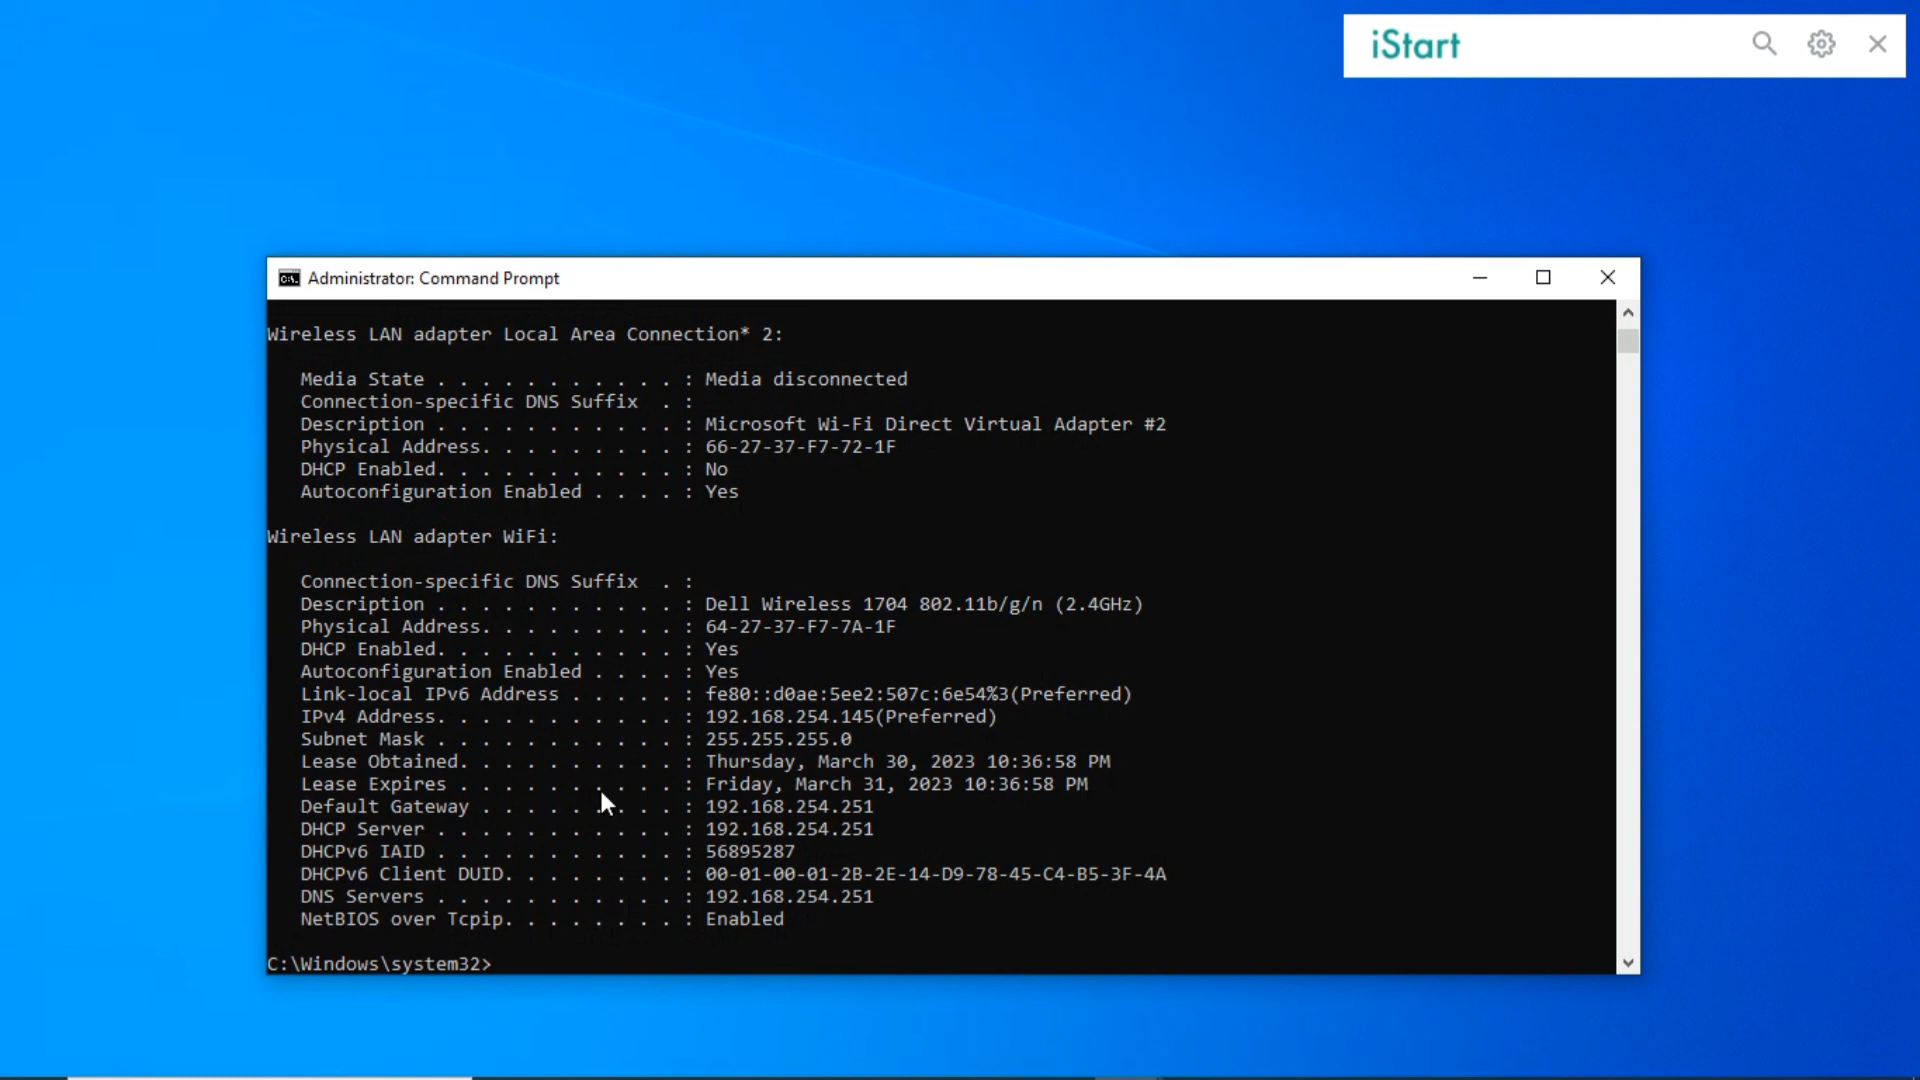 iStart
Administrator: Command Prompt
Wireless LAN adapter Local Area Connection* 2:
Media State . . . . . . . . . . . : Media disconnected
Connection-specific DNS Suffix  . :
Description . . . . . . . . . . . : Microsoft Wi-Fi Direct Virtual Adapter #2
Physical Address. . . . . . . . . : 66-27-37-F7-72-1F
DHCP Enabled. . . . . . . . . . . : No
Autoconfiguration Enabled . . . . : Yes
Wireless LAN adapter WiFi:
Connection-specific DNS Suffix  . :
Description . . . . . . . . . . . : Dell Wireless 1704 802.11b/g/n (2.4GHz)
Physical Address. . . . . . . . . : 64-27-37-F7-7A-1F
DHCP Enabled. . . . . . . . . . . : Yes
Autoconfiguration Enabled . . . . : Yes
Link-local IPv6 Address . . . . . : fe80::d0ae:5ee2:507c:6e54%3(Preferred)
IPv4 Address. . . . . . . . . . . : 192.168.254.145(Preferred)
Subnet Mask . . . . . . . . . . . : 255.255.255.0
Lease Obtained. . . . . . . . . . : Thursday, March 30, 2023 10:36:58 PM
Lease Expires . . . . . . . . . . : Friday, March 31, 2023 10:36:58 PM
Default Gateway . . . . . . . . . : 192.168.254.251
DHCP Server . . . . . . . . . . . : 192.168.254.251
DHCPv6 IAID . . . . . . . . . . . : 56895287
DHCPv6 Client DUID. . . . . . . . : 00-01-00-01-2B-2E-14-D9-78-45-C4-B5-3F-4A
DNS Servers . . . . . . . . . . . : 192.168.254.251
NetBIOS over Tcpip. . . . . . . . : Enabled
C:\Windows\system32>